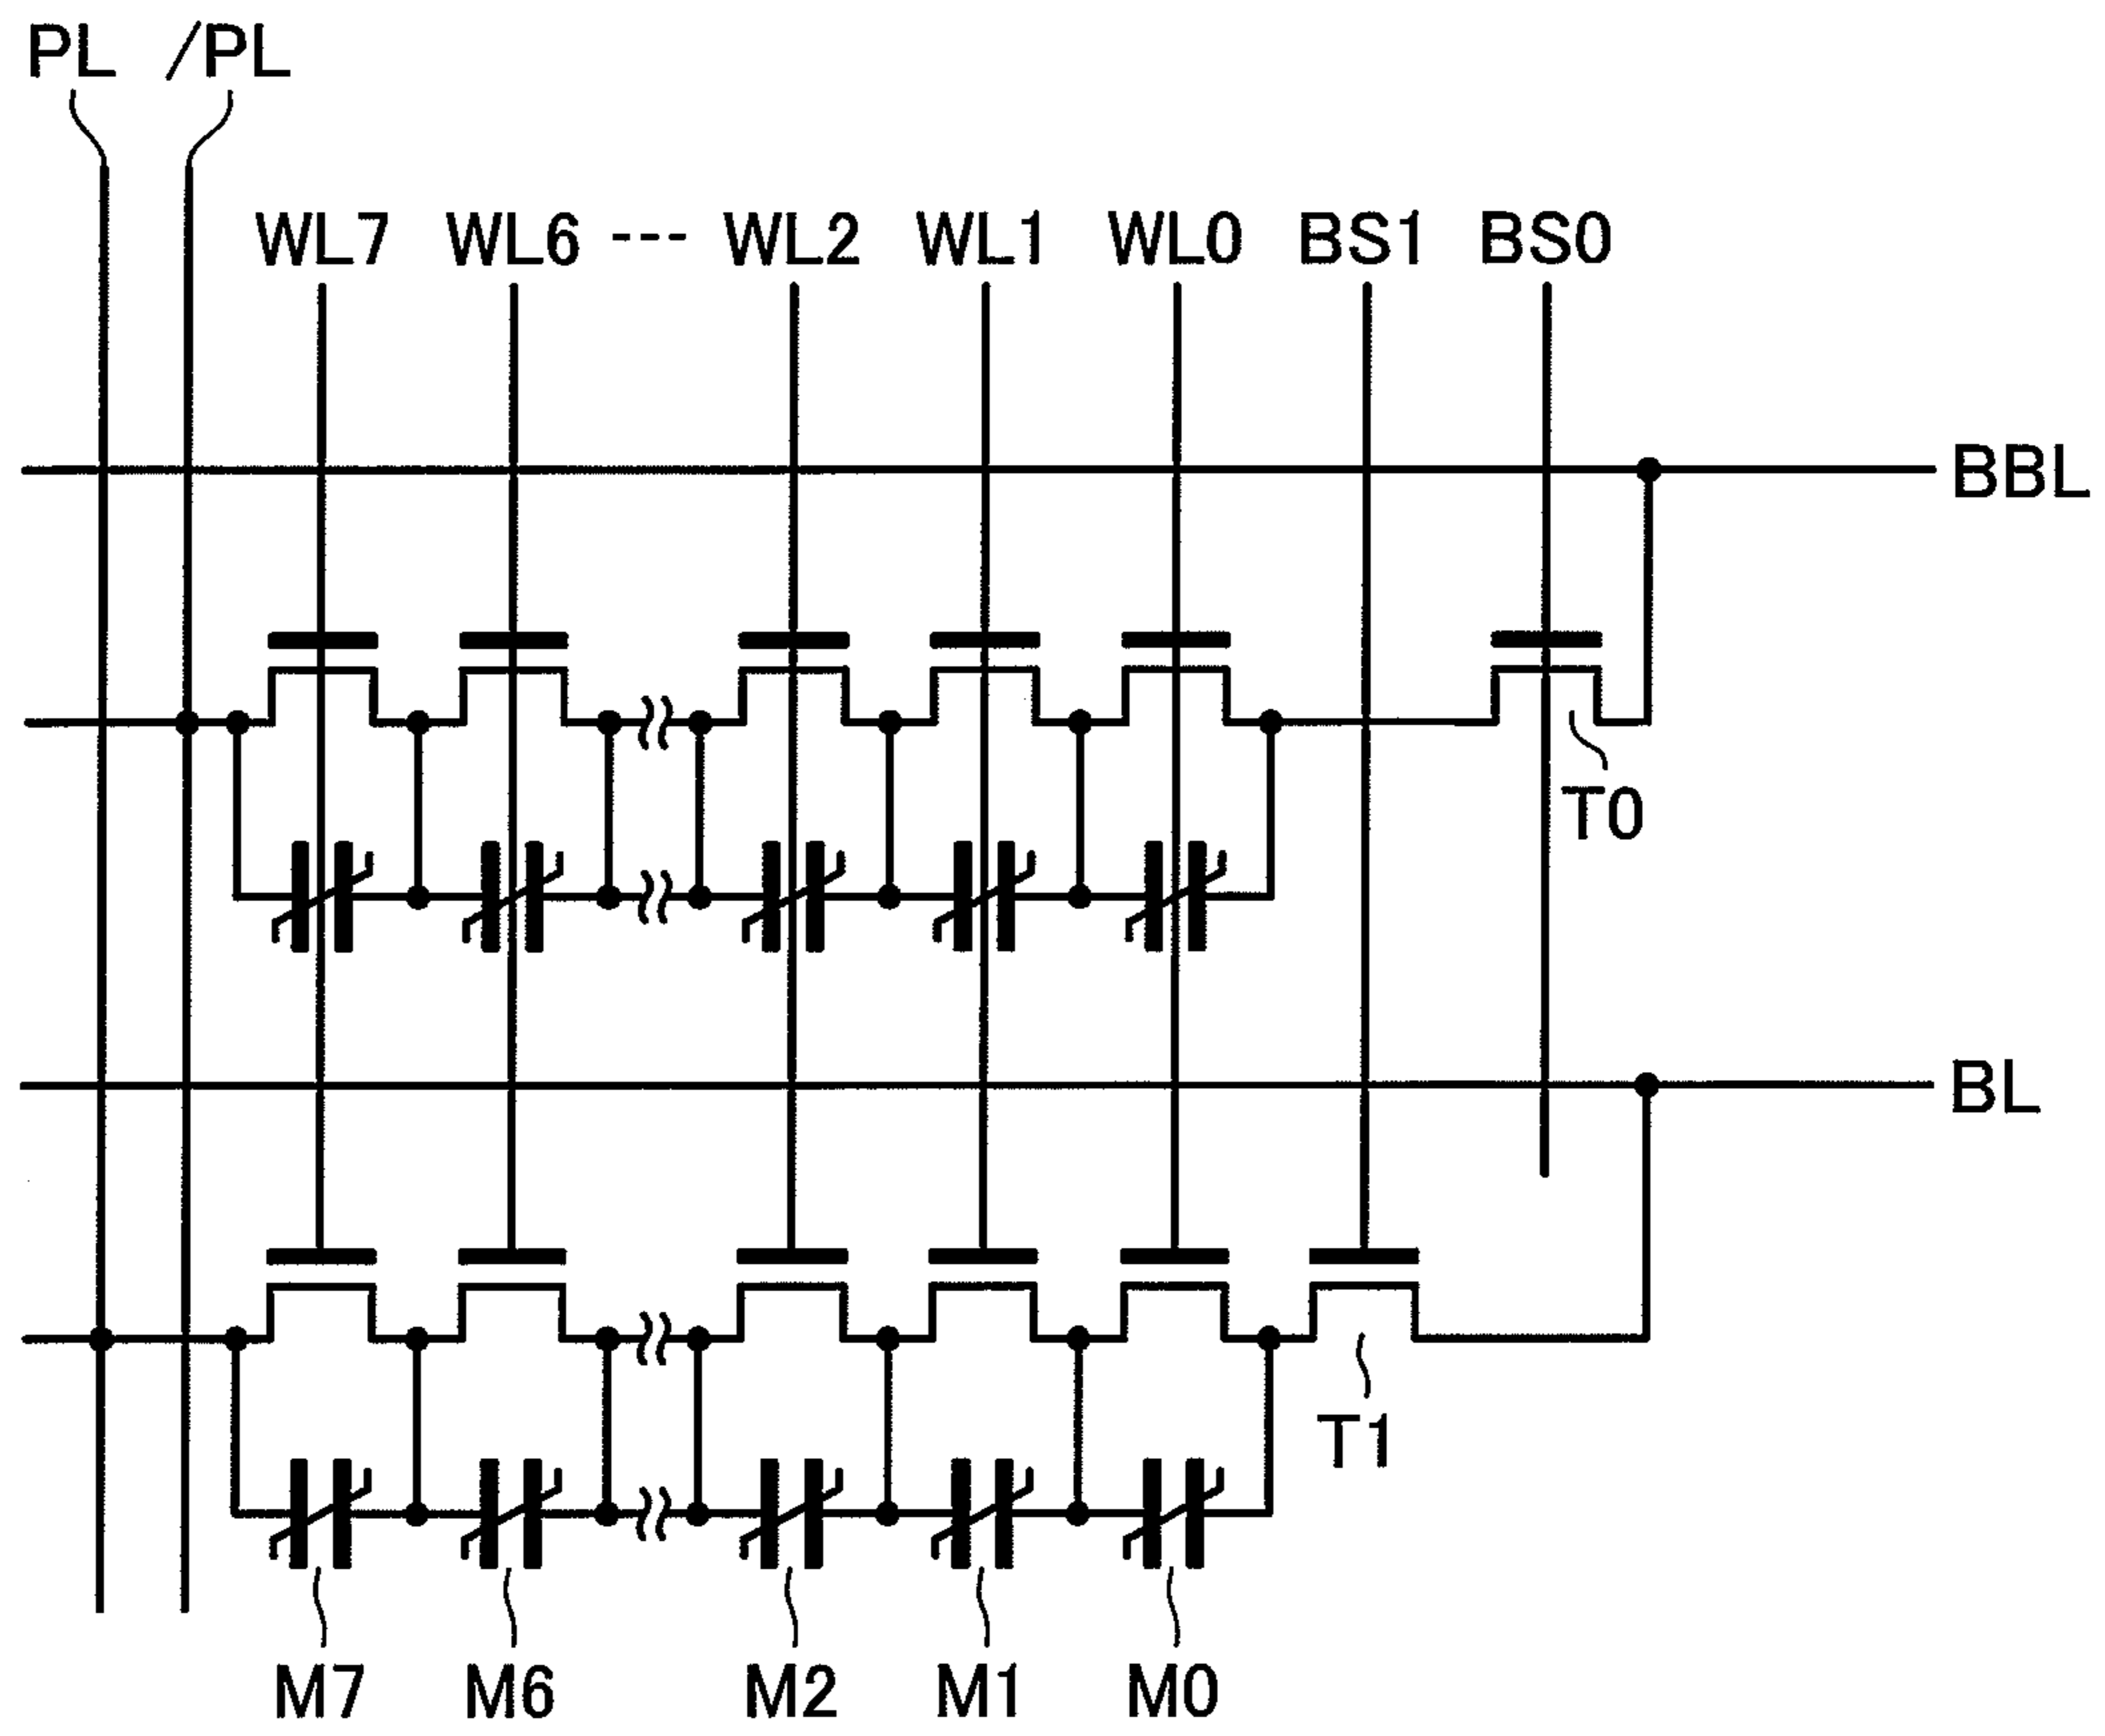 PL /PL
WL7 WL6 --- WL2 WL1 WL0 BS1 BS0
BBL
T0
BL
T1
M7 M6 M2 M1 M0